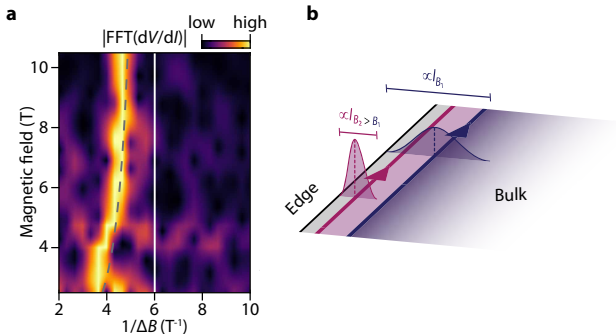 a
|FFT(dV/dI)|
low high
Magnetic field (T)
10
8
6
4
2 4 6 8 10
1/ΔB (T⁻¹)
b
∝l_B₁
∝l_B₂ > B₁
Edge
Bulk